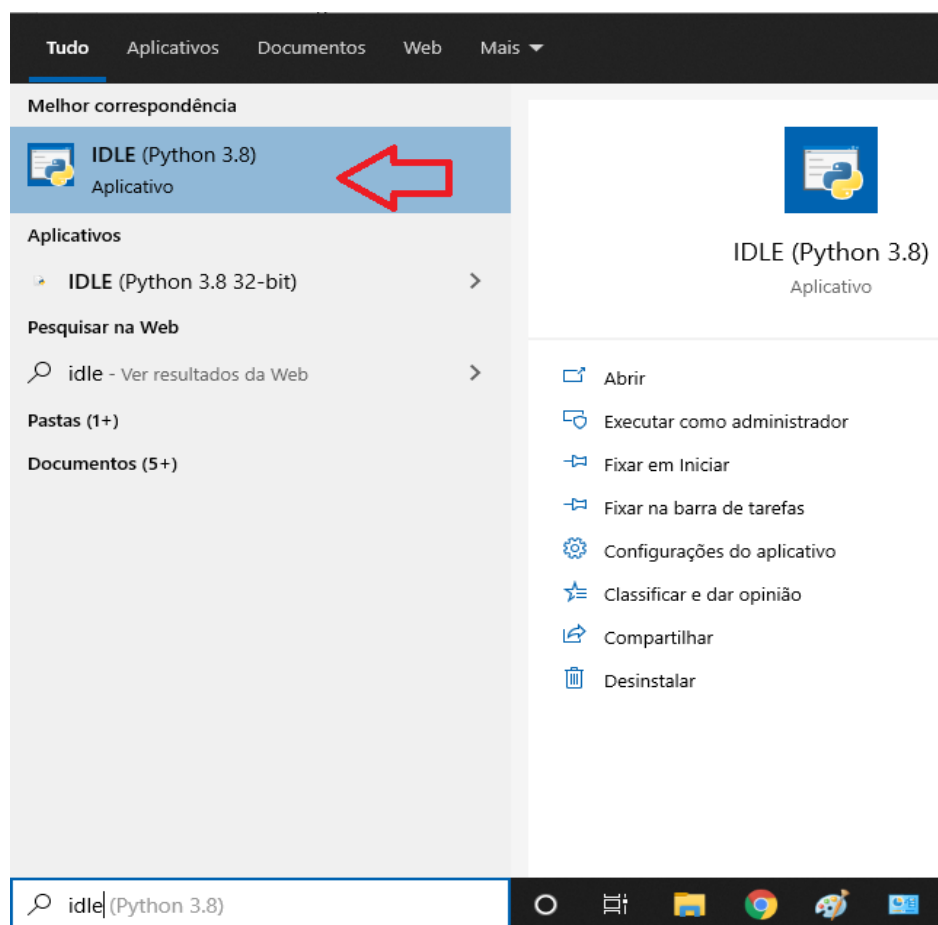 Tudo Aplicativos Documentos Web Mais
Melhor correspondência
IDLE (Python 3.8)
Aplicativo
Aplicativos
IDLE (Python 3.8 32-bit)
Pesquisar na Web
idle - Ver resultados da Web
Pastas (1+)
Documentos (5+)
IDLE (Python 3.8)
Aplicativo
Abrir
Executar como administrador
Fixar em Iniciar
Fixar na barra de tarefas
Configurações do aplicativo
Classificar e dar opinião
Compartilhar
Desinstalar
idle (Python 3.8)